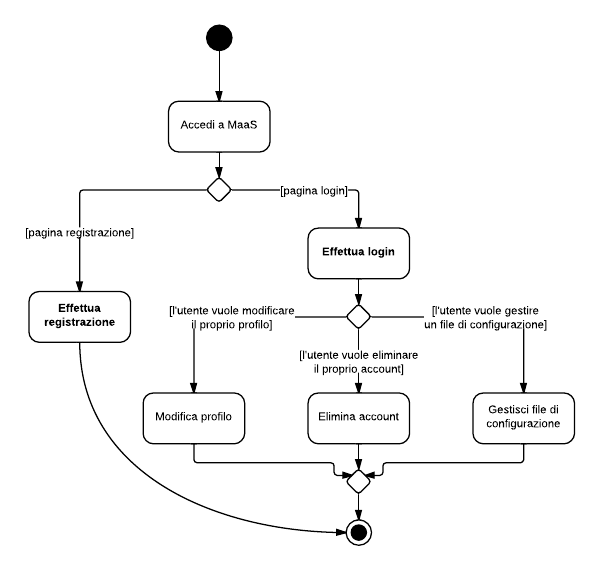 Accedi a MaaS
[pagina login]
[pagina registrazione]
Effettua login
Effettua
registrazione
[l'utente vuole modificare
il proprio profilo]
[l'utente vuole gestire
un file di configurazione]
[l'utente vuole eliminare
il proprio account]
Modifica profilo
Elimina account
Gestisci file di
configurazione